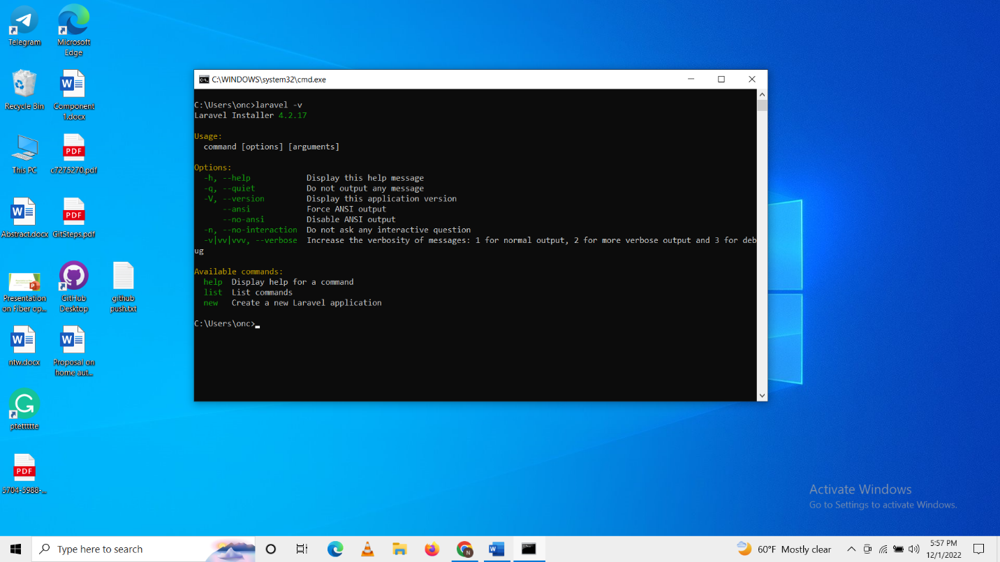 Telegram
Microsoft
Edge
Recycle Bin
Component
1.docx
This PC
c7275270.pdf
Abstract.docx
GitSteps.pdf
Presentation
on Fiber op...
GitHub
Desktop
github
push.txt
ntw.docx
Proposal on
home aut...
ptetttttte
5704-5988-...
C:\WINDOWS\system32\cmd.exe
C:\Users\onc>laravel -v
Laravel Installer 4.2.17
Usage:
command [options] [arguments]
Options:
-h, --help Display this help message
-q, --quiet Do not output any message
-V, --version Display this application version
--ansi Force ANSI output
--no-ansi Disable ANSI output
-n, --no-interaction Do not ask any interactive question
-v|vv|vvv, --verbose Increase the verbosity of messages: 1 for normal output, 2 for more verbose output and 3 for deb
ug
Available commands:
help Display help for a command
list List commands
new Create a new Laravel application
C:\Users\onc>_
Activate Windows
Go to Settings to activate Windows.
Type here to search
60°F Mostly clear
5:57 PM
12/1/2022